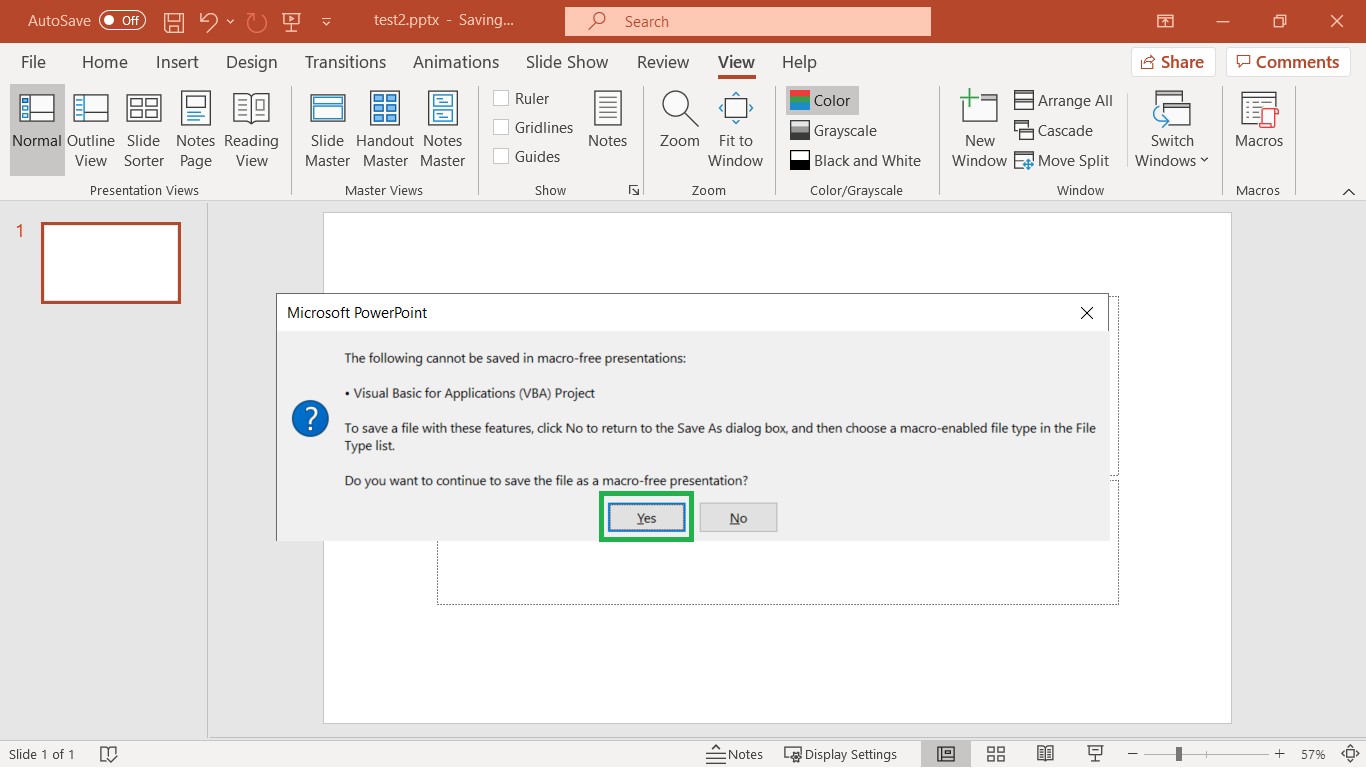 AutoSave Off test2.pptx - Saving... Search
File Home Insert Design Transitions Animations Slide Show Review View Help Share Comments
Normal
Outline
View
Slide
Sorter
Notes
Page
Reading
View
Presentation Views
Slide
Master
Handout
Master
Notes
Master
Master Views
Ruler
Gridlines
Guides
Notes
Show
Zoom
Fit to
Window
Zoom
Color
Grayscale
Black and White
Color/Grayscale
New
Window
Arrange All
Cascade
Move Split
Switch
Windows
Window
Macros
Macros
1
Microsoft PowerPoint
The following cannot be saved in macro-free presentations:
• Visual Basic for Applications (VBA) Project
?
To save a file with these features, click No to return to the Save As dialog box, and then choose a macro-enabled file type in the File
Type list.
Do you want to continue to save the file as a macro-free presentation?
Yes No
Slide 1 of 1 Notes Display Settings 57%